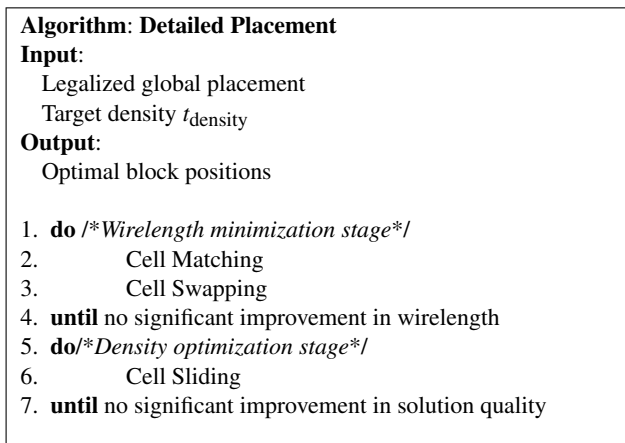 Algorithm: Detailed Placement
Input:
Legalized global placement
Target density tdensity
Output:
Optimal block positions
1. do /*Wirelength minimization stage*/
2. Cell Matching
3. Cell Swapping
4. until no significant improvement in wirelength
5. do/*Density optimization stage*/
6. Cell Sliding
7. until no significant improvement in solution quality